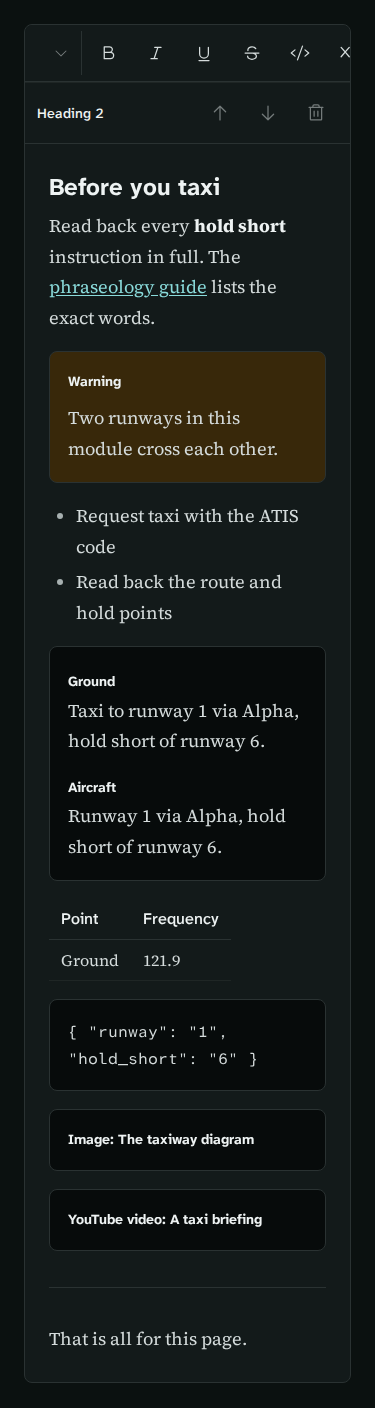 B I U S </> X
Heading 2
Before you taxi
Read back every hold short
instruction in full. The
phraseology guide lists the
exact words.
Warning
Two runways in this
module cross each other.
• Request taxi with the ATIS
code
• Read back the route and
hold points
Ground
Taxi to runway 1 via Alpha,
hold short of runway 6.
Aircraft
Runway 1 via Alpha, hold
short of runway 6.
Point Frequency
Ground 121.9
{ "runway": "1",
"hold_short": "6" }
Image: The taxiway diagram
YouTube video: A taxi briefing
That is all for this page.